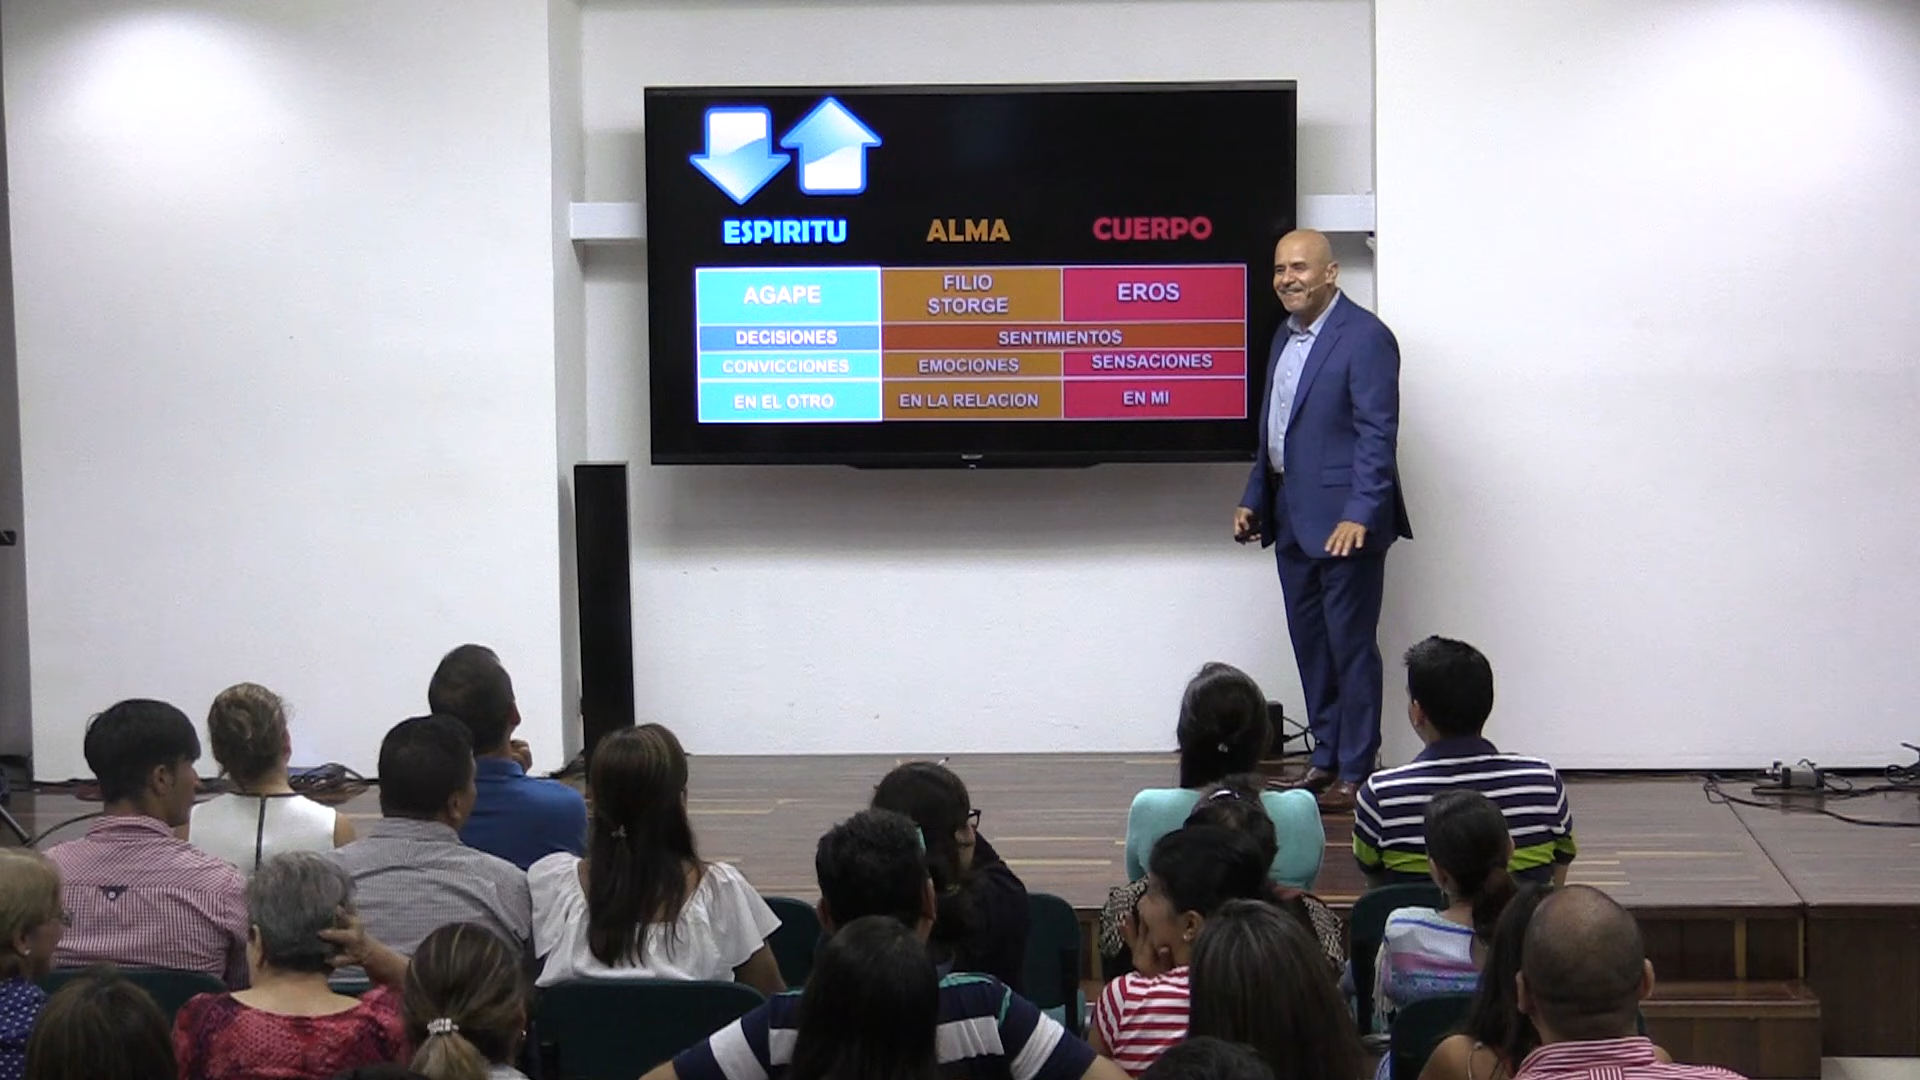 ESPIRITU ALMA CUERPO
AGAPE FILIO STORGE EROS
DECISIONES SENTIMIENTOS
CONVICCIONES EMOCIONES SENSACIONES
EN EL OTRO EN LA RELACION EN MI